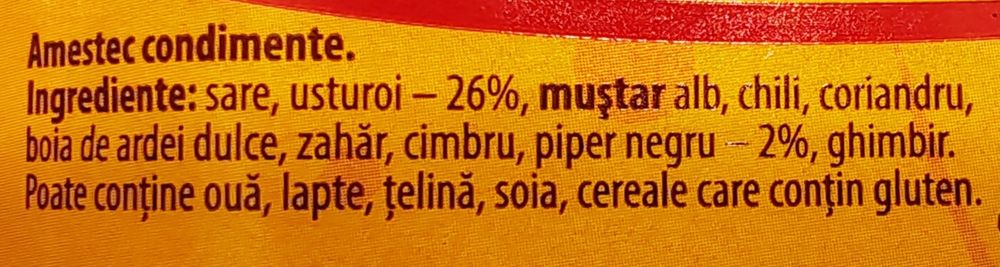 Amestec condimente.
Ingrediente: sare, usturoi – 26%, muştar alb, chili, coriandru,
boia de ardei dulce, zahăr, cimbru, piper negru – 2%, ghimbir.
Poate conţine ouă, lapte, ţelină, soia, cereale care conţin gluten.